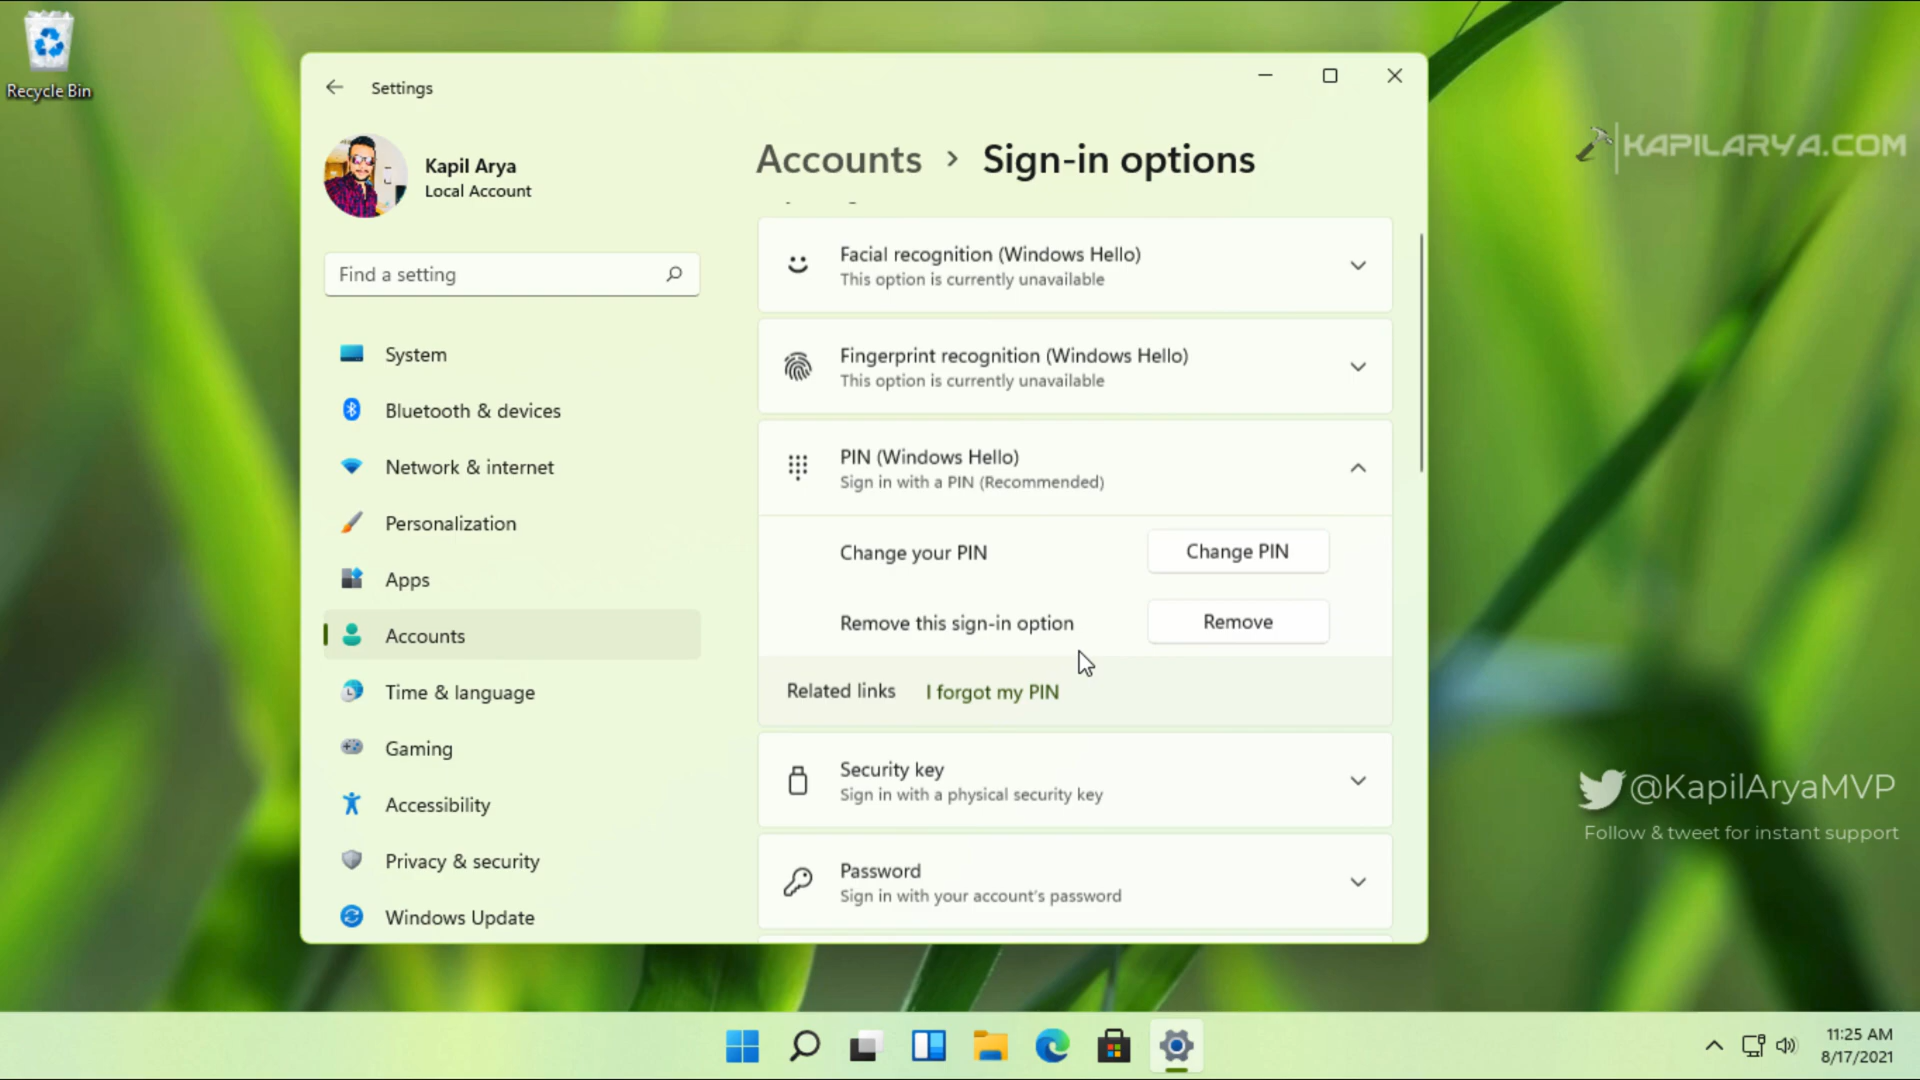 Recycle Bin
Settings
Kapil Arya
Local Account
Find a setting
System
Bluetooth & devices
Network & internet
Personalization
Apps
Accounts
Time & language
Gaming
Accessibility
Privacy & security
Windows Update
Accounts > Sign-in options
Facial recognition (Windows Hello)
This option is currently unavailable
Fingerprint recognition (Windows Hello)
This option is currently unavailable
PIN (Windows Hello)
Sign in with a PIN (Recommended)
Change your PIN
Change PIN
Remove this sign-in option
Remove
Related links I forgot my PIN
Security key
Sign in with a physical security key
Password
Sign in with your account's password
KAPILARYA.COM
@KapilAryaMVP
Follow & tweet for instant support
11:25 AM
8/17/2021